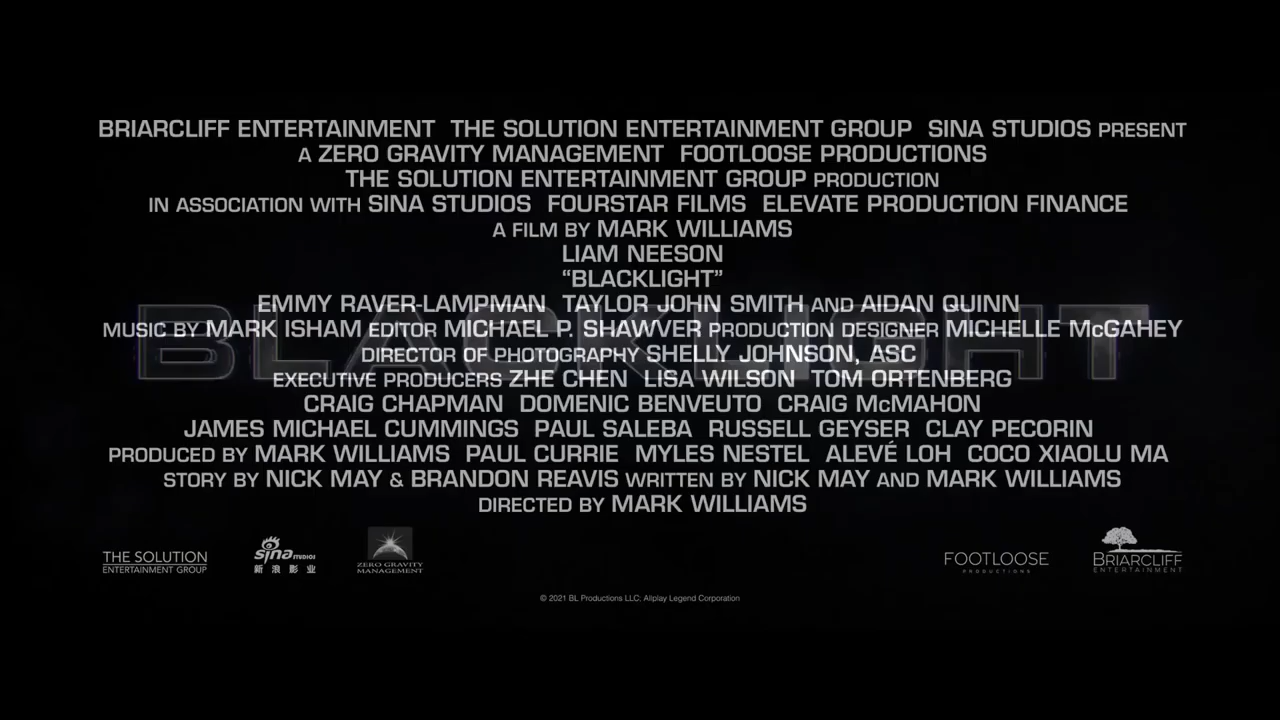 BRIARCLIFF ENTERTAINMENT THE SOLUTION ENTERTAINMENT GROUP SINA STUDIOS PRESENT
A ZERO GRAVITY MANAGEMENT FOOTLOOSE PRODUCTIONS
THE SOLUTION ENTERTAINMENT GROUP PRODUCTION
IN ASSOCIATION WITH SINA STUDIOS FOURSTAR FILMS ELEVATE PRODUCTION FINANCE
A FILM BY MARK WILLIAMS
LIAM NEESON
“BLACKLIGHT”
EMMY RAVER-LAMPMAN TAYLOR JOHN SMITH AND AIDAN QUINN
MUSIC BY MARK ISHAM EDITOR MICHAEL P. SHAWVER PRODUCTION DESIGNER MICHELLE McGAHEY
BLACKLIGHT
DIRECTOR OF PHOTOGRAPHY SHELLY JOHNSON, ASC
EXECUTIVE PRODUCERS ZHE CHEN LISA WILSON TOM ORTENBERG
CRAIG CHAPMAN DOMENIC BENVEUTO CRAIG McMAHON
JAMES MICHAEL CUMMINGS PAUL SALEBA RUSSELL GEYSER CLAY PECORIN
PRODUCED BY MARK WILLIAMS PAUL CURRIE MYLES NESTEL ALEVÉ LOH COCO XIAOLU MA
STORY BY NICK MAY & BRANDON REAVIS WRITTEN BY NICK MAY AND MARK WILLIAMS
DIRECTED BY MARK WILLIAMS
THE SOLUTION
ENTERTAINMENT GROUP
sina STUDIOS
新浪影业
ZERO GRAVITY
MANAGEMENT
FOOTLOOSE
PRODUCTIONS
BRIARCLIFF
ENTERTAINMENT
© 2021 BL Productions LLC; Allplay Legend Corporation